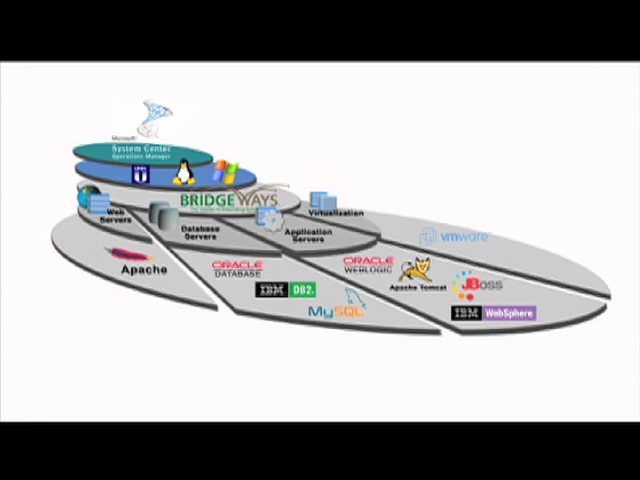 Microsoft
System Center
Operations Manager
UNIX
BRIDGEWAYS
Web
Servers
Database
Servers
Application
Servers
Virtualization
vmware
Apache
ORACLE
DATABASE
IBM DB2.
MySQL
ORACLE
WEBLOGIC
Apache Tomcat
JBoss
IBM WebSphere